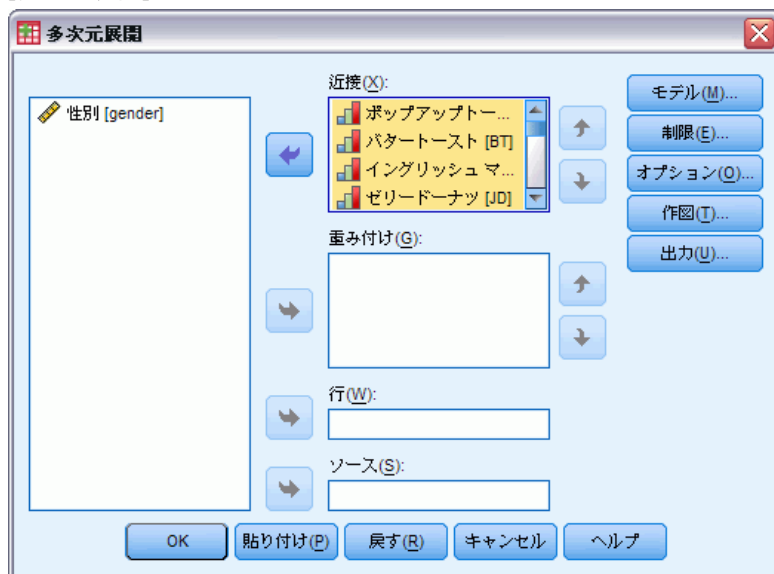 多次元展開
性別 [gender]
近接(X):
ポップアップトー...
バタートースト [BT]
イングリッシュ マ...
ゼリードーナツ [JD]
重み付け(G):
行(W):
ソース(S):
モデル(M)...
制限(E)...
オプション(O)...
作図(T)...
出力(U)...
OK
貼り付け(P)
戻す(R)
キャンセル
ヘルプ